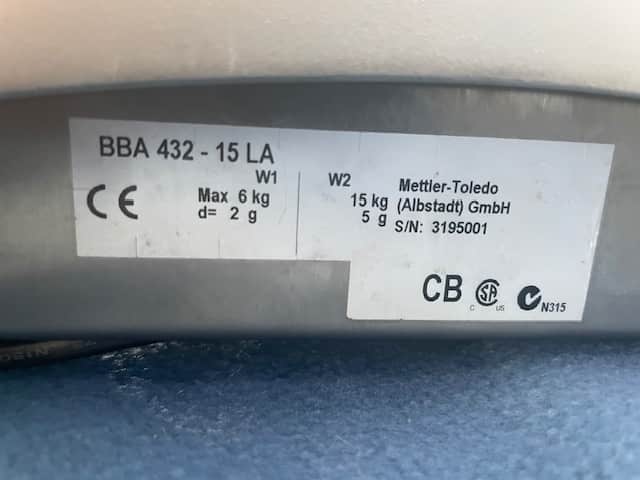 BBA 432 - 15 LA
W1 W2
Max 6 kg 15 kg
d= 2 g 5 g
Mettler-Toledo
(Albstadt) GmbH
S/N: 3195001
CE
CB C SA US N315